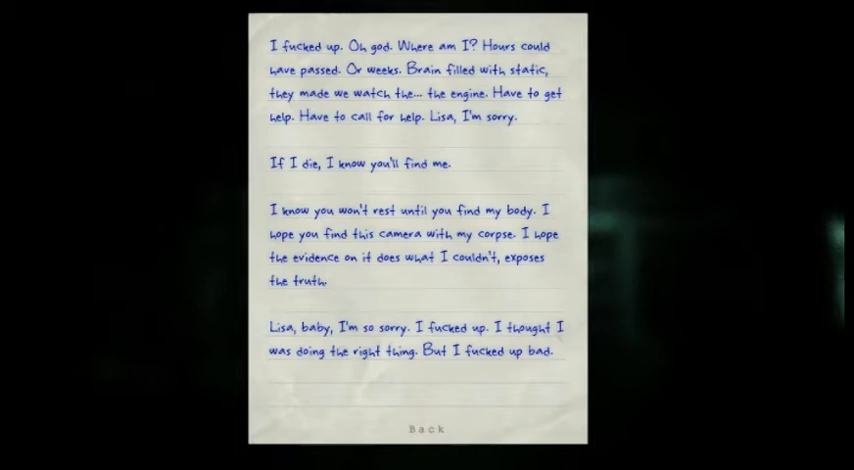 I fucked up. Oh god. Where am I? Hours could
have passed. Or weeks. Brain filled with static,
they made we watch the... the engine. Have to get
help. Have to call for help. Lisa, I'm sorry.
If I die, I know you'll find me.
I know you won't rest until you find my body. I
hope you find this camera with my corpse. I hope
the evidence on it does what I couldn't, exposes
the truth.
Lisa, baby, I'm so sorry. I fucked up. I thought I
was doing the right thing. But I fucked up bad.
Back